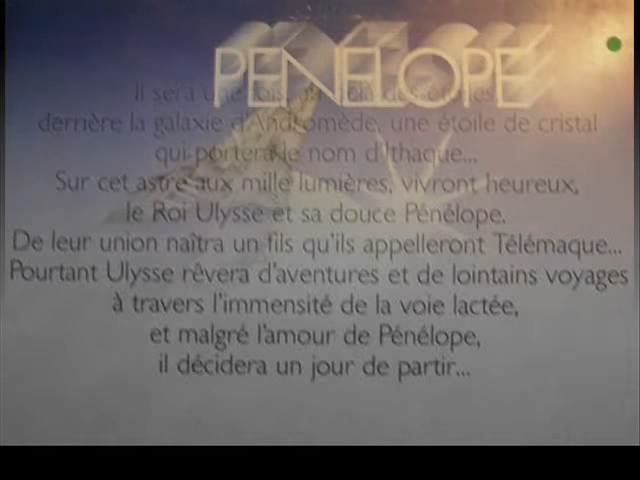 PENELOPE
Il sera une fois, au delà des étoiles,
derrière la galaxie d'Andromède, une étoile de cristal
qui portera le nom d'Ithaque...
Sur cet astre aux mille lumières, vivront heureux,
le Roi Ulysse et sa douce Pénélope.
De leur union naîtra un fils qu'ils appelleront Télémaque...
Pourtant Ulysse rêvera d'aventures et de lointains voyages
à travers l'immensité de la voie lactée,
et malgré l'amour de Pénélope,
il décidera un jour de partir...